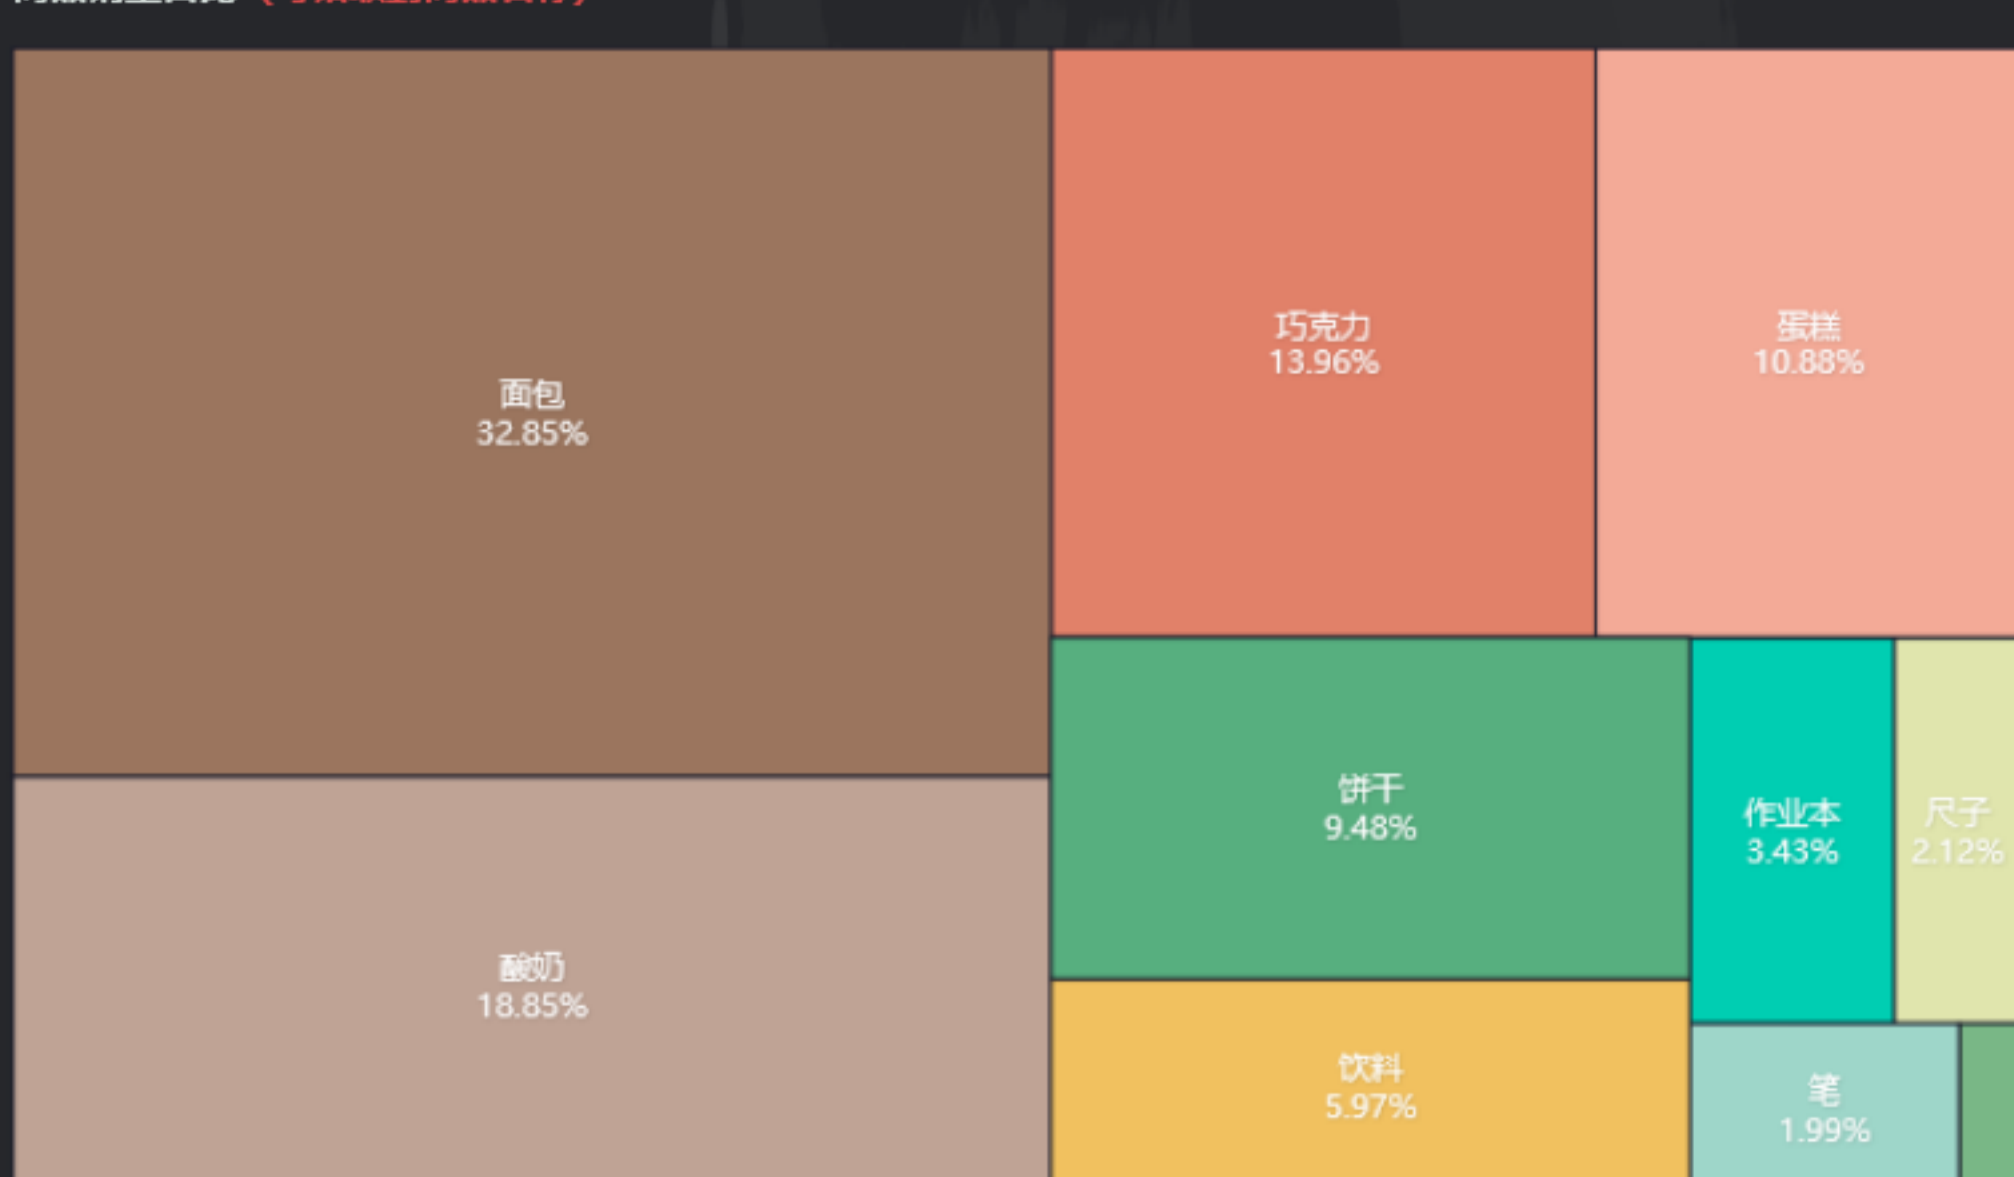 面包
32.85%
巧克力
13.96%
蛋糕
10.88%
饼干
9.48%
作业本
3.43%
尺子
2.12%
酸奶
18.85%
饮料
5.97%
笔
1.99%